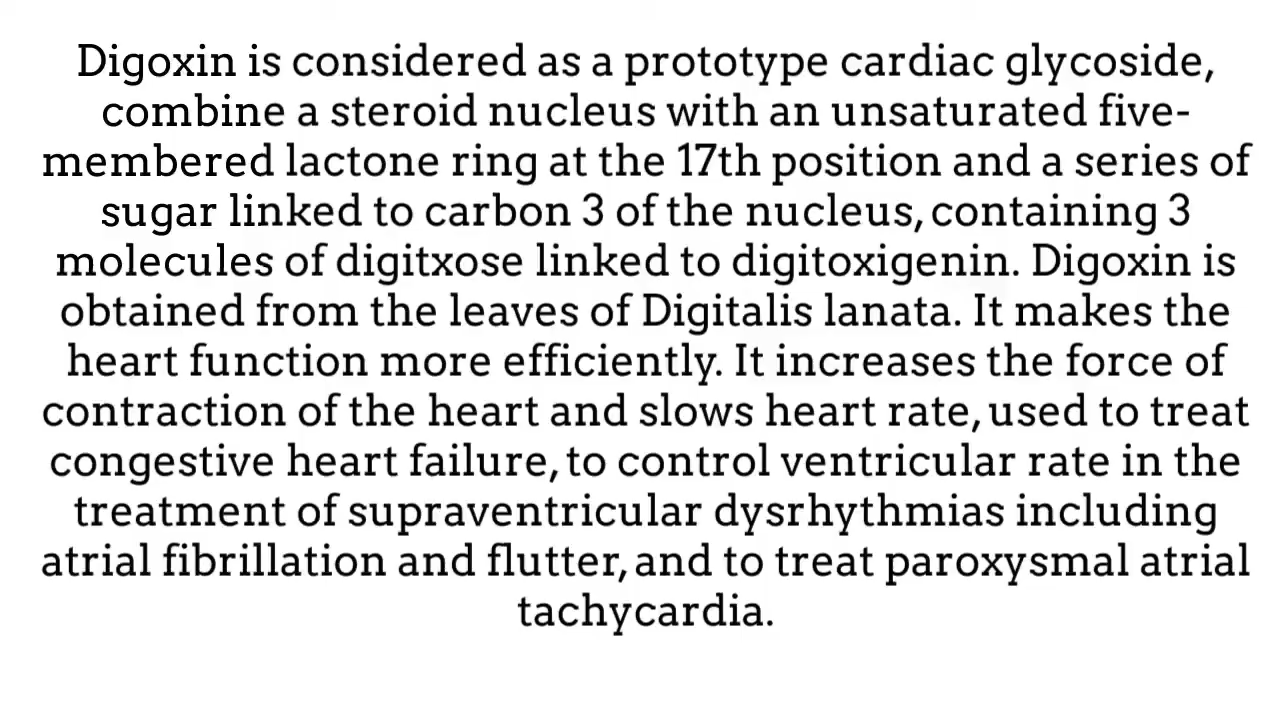 Digoxin is considered as a prototype cardiac glycoside,
combine a steroid nucleus with an unsaturated five-
membered lactone ring at the 17th position and a series of
sugar linked to carbon 3 of the nucleus, containing 3
molecules of digitxose linked to digitoxigenin. Digoxin is
obtained from the leaves of Digitalis lanata. It makes the
heart function more efficiently. It increases the force of
contraction of the heart and slows heart rate, used to treat
congestive heart failure, to control ventricular rate in the
treatment of supraventricular dysrhythmias including
atrial fibrillation and flutter, and to treat paroxysmal atrial
tachycardia.